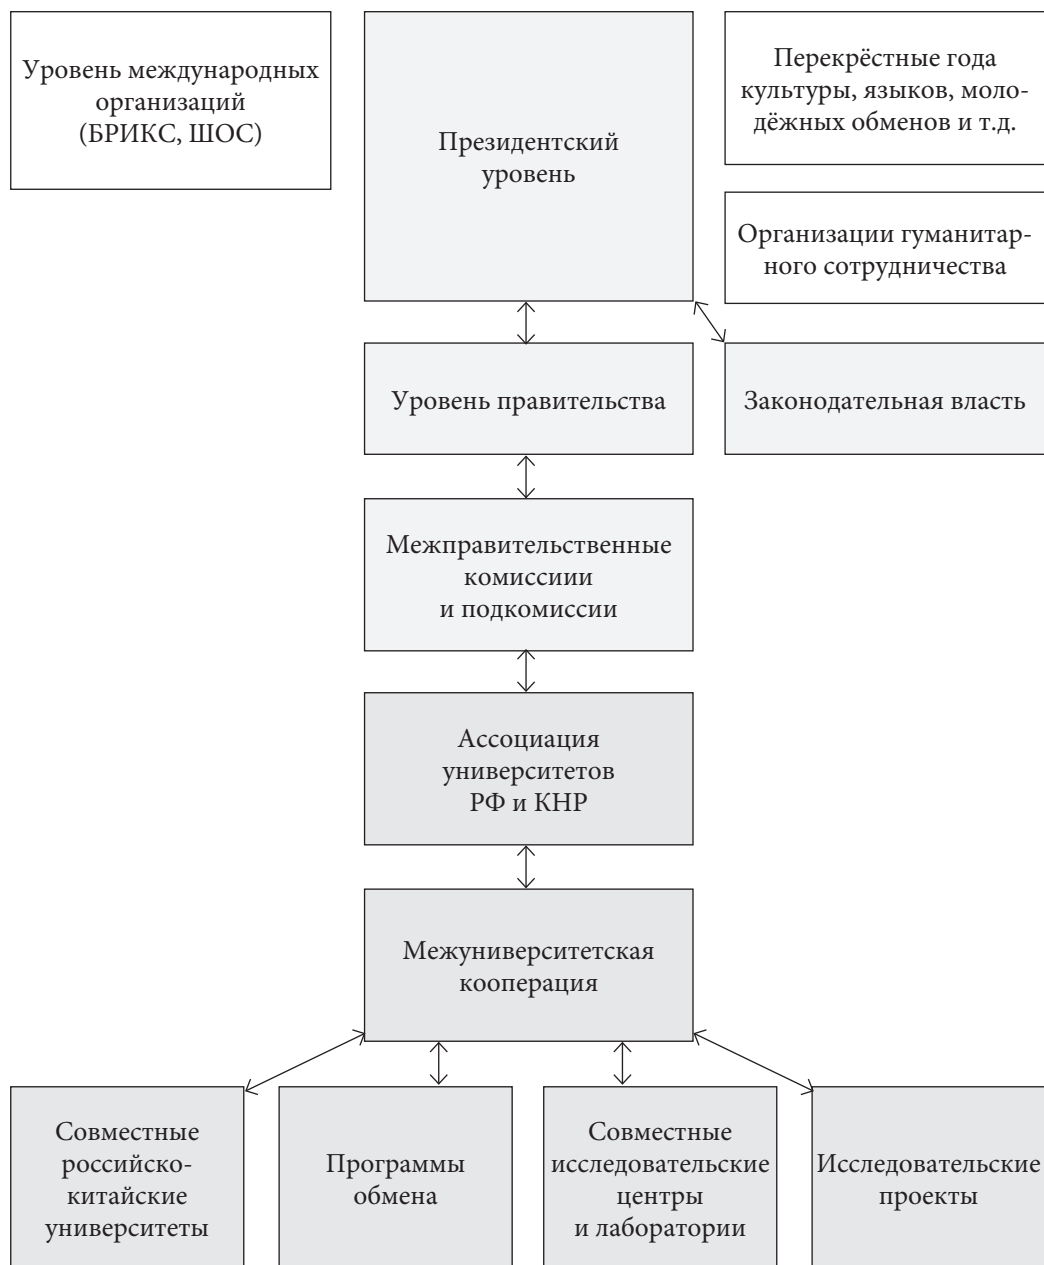 Уровень международных
организаций
(БРИКС, ШОС)
Президентский
уровень
Перекрёстные года
культуры, языков, моло-
дёжных обменов и т.д.
Организации гуманитар-
ного сотрудничества
Уровень правительства
Законодательная власть
Межправительственные
комиссиии
и подкомиссии
Ассоциация
университетов
РФ и КНР
Межуниверситетская
кооперация
Совместные
российско-
китайские
университеты
Программы
обмена
Совместные
исследовательские
центры
и лаборатории
Исследовательские
проекты